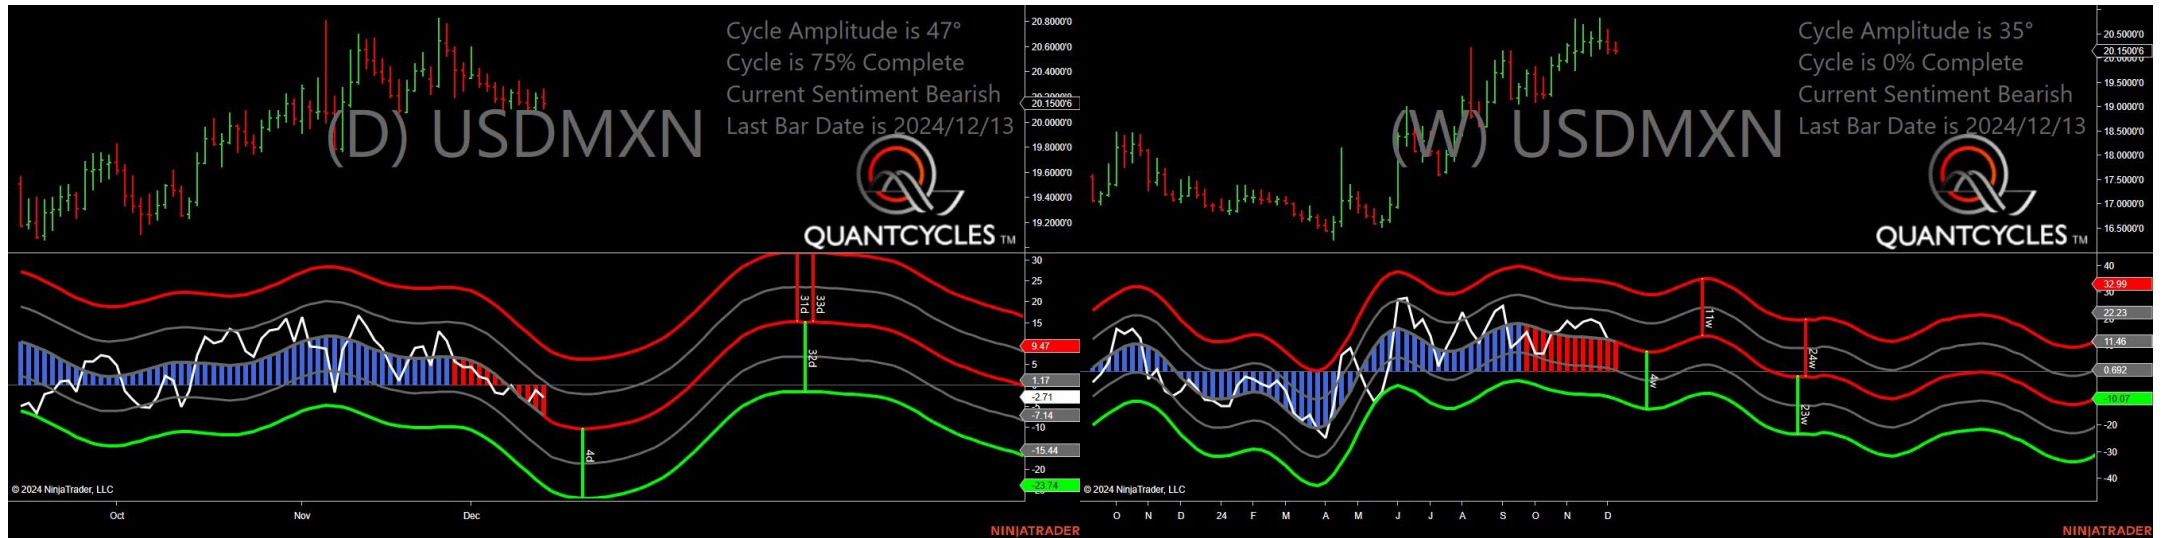 Cycle Amplitude is 47°
Cycle is 75% Complete
Current Sentiment Bearish
Last Bar Date is 2024/12/13
(D) USDMXN
QUANTCYCLES TM
20.8000'0
20.6000'0
20.4000'0
20.1500'6
20.0000'0
19.8000'0
19.6000'0
19.4000'0
19.2000'0
31d
33d
32d
4d
30
25
20
15
9.47
5
1.17
-2.71
-7.14
-10
-15.44
-20
-23.74
© 2024 NinjaTrader, LLC
Oct
Nov
Dec
NINJATRADER
Cycle Amplitude is 35°
Cycle is 0% Complete
Current Sentiment Bearish
Last Bar Date is 2024/12/13
(W) USDMXN
QUANTCYCLES TM
20.5000'0
20.1500'6
20.0000'0
19.5000'0
19.0000'0
18.5000'0
18.0000'0
17.5000'0
17.0000'0
16.5000'0
11w
24w
4w
23w
40
32.99
30
22.23
11.46
0.692
-10.07
-20
-30
-40
© 2024 NinjaTrader, LLC
O N D 24 F M A M J J A S O N D
NINJATRADER